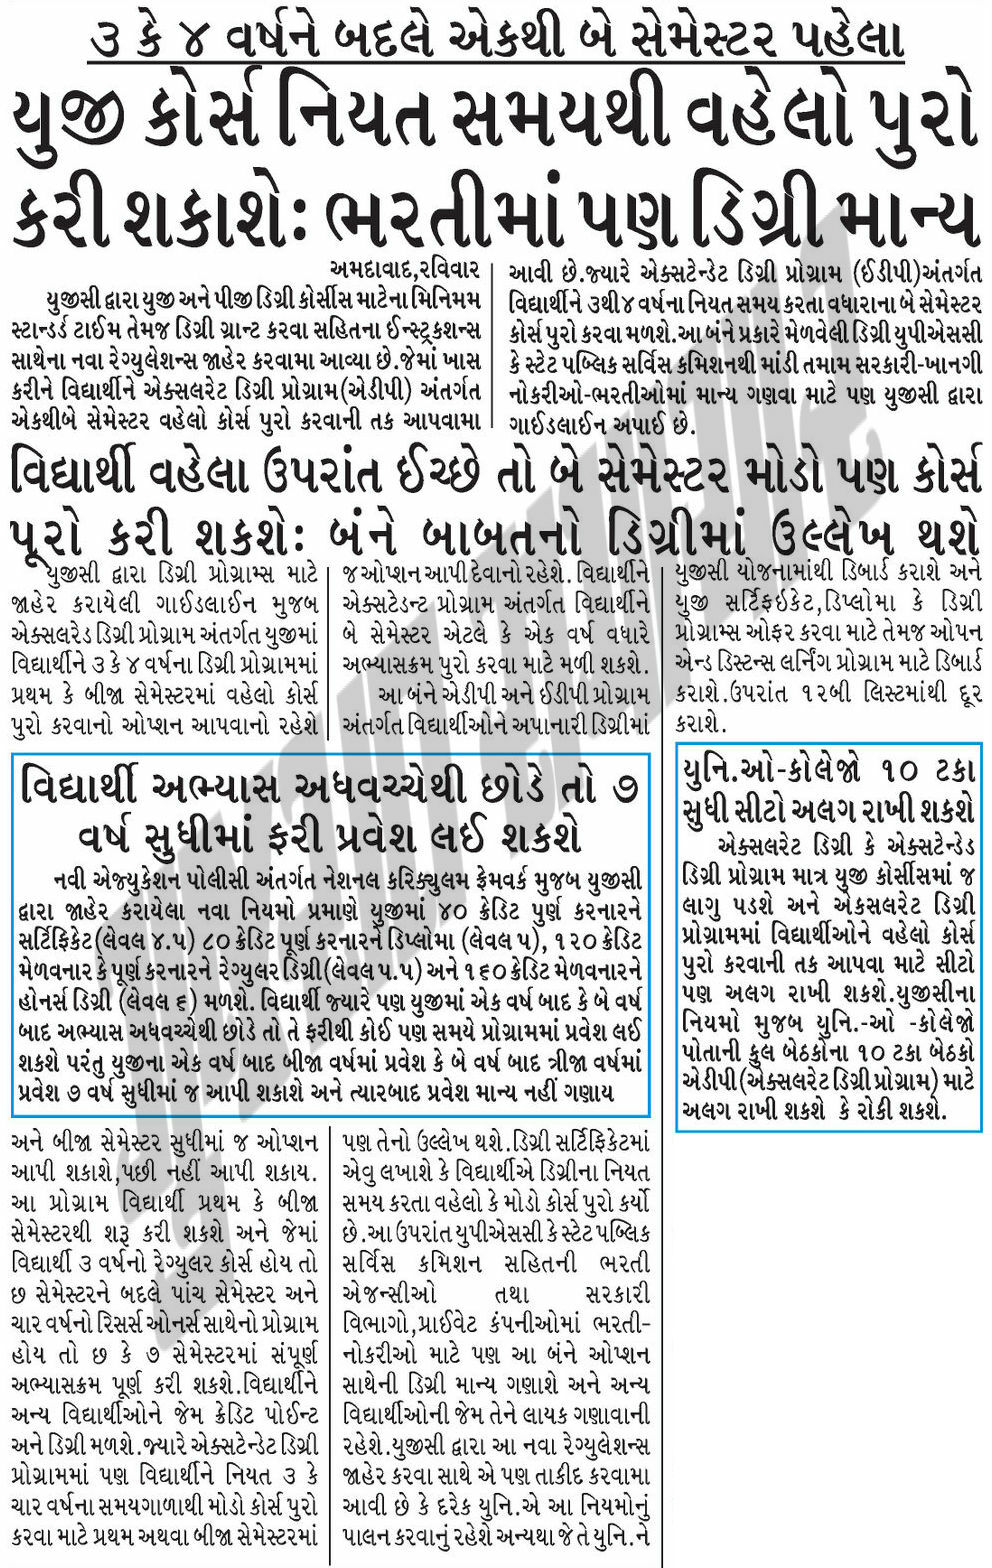 ૩ કે ૪ વર્ષને બદલે એકથી બે સેમેસ્ટર પહેલા
યુજી કોર્સ નિયત સમયથી વહેલો પુરો
કરી શકાશેઃ ભરતીમાં પણ ડિગ્રી માન્ય
અમદાવાદ,રવિવાર
યુજીસી દ્વારા યુજી અને પીજી ડિગ્રી કોર્સીસ માટેના મિનિમમ
સ્ટાન્ડર્ડ ટાઈમ તેમજ ડિગ્રી ગ્રાન્ટ કરવા સહિતના ઈન્સ્ટ્રકશન્સ
સાથેના નવા રેગ્યુલેશન્સ જાહેર કરવામા આવ્યા છે.જેમાં ખાસ
કરીને વિદ્યાર્થીને એક્સલરેટ ડિગ્રી પ્રોગ્રામ(એડીપી) અંતર્ગત
એકથીબે સેમેસ્ટર વહેલો કોર્સ પુરો કરવાની તક આપવામા
આવી છે.જ્યારે એક્સટેન્ડેટ ડિગ્રી પ્રોગ્રામ (ઈડીપી)અંતર્ગત
વિદ્યાર્થીને ૩થી૪ વર્ષના નિયત સમય કરતા વધારાના બે સેમેસ્ટર
કોર્સ પુરો કરવા મળશે.આ બંને પ્રકારે મેળવેલી ડિગ્રી યુપીએસસી
કે સ્ટેટ પબ્લિક સર્વિસ કમિશનથી માંડી તમામ સરકારી-ખાનગી
નોકરીઓ-ભરતીઓમાં માન્ય ગણવા માટે પણ યુજીસી દ્વારા
ગાઈડલાઈન અપાઈ છે.
વિદ્યાર્થી વહેલા ઉપરાંત ઈચ્છે તો બે સેમેસ્ટર મોડો પણ કોર્સ
પૂરો કરી શકશેઃ બંને બાબતનો ડિગ્રીમાં ઉલ્લેખ થશે
યુજીસી દ્વારા ડિગ્રી પ્રોગ્રામ્સ માટે
જાહેર કરાયેલી ગાઈડલાઈન મુજબ
એક્સલરેડ ડિગ્રી પ્રોગ્રામ અંતર્ગત યુજીમાં
વિદ્યાર્થીને ૩ કે ૪ વર્ષના ડિગ્રી પ્રોગ્રામમાં
પ્રથમ કે બીજા સેમેસ્ટરમાં વહેલો કોર્સ
પુરો કરવાનો ઓપ્શન આપવાનો રહેશે
અને બીજા સેમેસ્ટર સુધીમાં જ ઓપ્શન
આપી શકાશે,પછી નહીં આપી શકાય.
આ પ્રોગ્રામ વિદ્યાર્થી પ્રથમ કે બીજા
સેમેસ્ટરથી શરૂ કરી શકશે અને જેમાં
વિદ્યાર્થી ૩ વર્ષનો રેગ્યુલર કોર્સ હોય તો
છ સેમેસ્ટરને બદલે પાંચ સેમેસ્ટર અને
ચાર વર્ષનો રિસર્સ ઓનર્સ સાથેનો પ્રોગ્રામ
હોય તો છ કે ૭ સેમેસ્ટરમાં સંપૂર્ણ
અભ્યાસક્રમ પૂર્ણ કરી શકશે.વિદ્યાર્થીને
અન્ય વિદ્યાર્થીઓને જેમ ક્રેડિટ પોઈન્ટ
અને ડિગ્રી મળશે.જ્યારે એક્સટેન્ડેટ ડિગ્રી
પ્રોગ્રામમાં પણ વિદ્યાર્થીને નિયત ૩ કે
ચાર વર્ષના સમયગાળાથી મોડો કોર્સ પુરો
કરવા માટે પ્રથમ અથવા બીજા સેમેસ્ટરમાં
જ ઓપ્શન આપી દેવાનો રહેશે. વિદ્યાર્થીને
એક્સટેડન્ટ પ્રોગ્રામ અંતર્ગત વિદ્યાર્થીને
બે સેમેસ્ટર એટલે કે એક વર્ષ વધારે
અભ્યાસક્રમ પુરો કરવા માટે મળી શકશે.
આ બંને એડીપી અને ઈડીપી પ્રોગ્રામ
અંતર્ગત વિદ્યાર્થીઓને અપાનારી ડિગ્રીમાં
પણ તેનો ઉલ્લેખ થશે.ડિગ્રી સર્ટિફિકેટમાં
એવુ લખાશે કે વિદ્યાર્થીએ ડિગ્રીના નિયત
સમય કરતા વહેલો કે મોડો કોર્સ પુરો કર્યો
છે.આ ઉપરાંત યુપીએસસી કે સ્ટેટ પબ્લિક
સર્વિસ કમિશન સહિતની ભરતી
એજન્સીઓ તથા સરકારી
વિભાગો,પ્રાઈવેટ કંપનીઓમાં ભરતી-
નોકરીઓ માટે પણ આ બંને ઓપ્શન
સાથેની ડિગ્રી માન્ય ગણાશે અને અન્ય
વિદ્યાર્થીઓની જેમ તેને લાયક ગણાવાની
રહેશે.યુજીસી દ્વારા આ નવા રેગ્યુલેશન્સ
જાહેર કરવા સાથે એ પણ તાકીદ કરવામા
આવી છે કે દરેક યુનિ.એ આ નિયમોનું
પાલન કરવાનું રહેશે અન્યથા જે તે યુનિ.ને
યુજીસી યોજનામાંથી ડિબાર્ડ કરાશે અને
યુજી સર્ટિફઈકેટ,ડિપ્લોમા કે ડિગ્રી
પ્રોગ્રામ્સ ઓફર કરવા માટે તેમજ ઓપન
એન્ડ ડિસ્ટન્સ લર્નિંગ પ્રોગ્રામ માટે ડિબાર્ડ
કરાશે.ઉપરાંત ૧૨બી લિસ્ટમાંથી દૂર
કરાશે.
વિદ્યાર્થી અભ્યાસ અધવચ્ચેથી છોડે તો ૭
વર્ષ સુધીમાં ફરી પ્રવેશ લઈ શકશે
નવી એજ્યુકેશન પોલીસી અંતર્ગત નેશનલ કરિક્યુલમ ફ્રેમવર્ક મુજબ યુજીસી
દ્વારા જાહેર કરાયેલા નવા નિયમો પ્રમાણે યુજીમાં ૪૦ ક્રેડિટ પુર્ણ કરનારને
સર્ટિફિકેટ(લેવલ ૪.૫) ૮૦ ક્રેડિટ પૂર્ણ કરનારને ડિપ્લોમા (લેવલ ૫), ૧૨૦ ક્રેડિટ
મેળવનાર કે પૂર્ણ કરનારને રેગ્યુલર ડિગ્રી(લેવલ ૫.૫) અને ૧૬૦ ક્રેડિટ મેળવનારને
હોનર્સ ડિગ્રી (લેવલ ૬) મળશે. વિદ્યાર્થી જ્યારે પણ યુજીમાં એક વર્ષ બાદ કે બે વર્ષ
બાદ અભ્યાસ અધવચ્ચેથી છોડે તો તે ફરીથી કોઈ પણ સમયે પ્રોગ્રામમાં પ્રવેશ લઈ
શકશે પરંતુ યુજીના એક વર્ષ બાદ બીજા વર્ષમાં પ્રવેશ કે બે વર્ષ બાદ ત્રીજા વર્ષમાં
પ્રવેશ ૭ વર્ષ સુધીમાં જ આપી શકાશે અને ત્યારબાદ પ્રવેશ માન્ય નહીં ગણાય
યુનિ.ઓ-કોલેજો ૧૦ ટકા
સુધી સીટો અલગ રાખી શકશે
એક્સલરેટ ડિગ્રી કે એક્સટેન્ડેડ
ડિગ્રી પ્રોગ્રામ માત્ર યુજી કોર્સીસમાં જ
લાગુ પડશે અને એકસલરેટ ડિગ્રી
પ્રોગ્રામમાં વિદ્યાર્થીઓને વહેલો કોર્સ
પુરો કરવાની તક આપવા માટે સીટો
પણ અલગ રાખી શકશે.યુજીસીના
નિયમો મુજબ યુનિ.-ઓ -કોલેજો
પોતાની કુલ બેઠકોના ૧૦ ટકા બેઠકો
એડીપી(એક્સલરેટ ડિગ્રી પ્રોગ્રામ) માટે
અલગ રાખી શકશે કે રોકી શકશે.